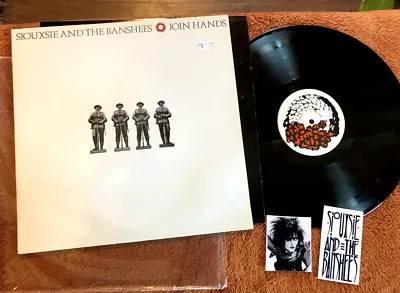 SIOUXSIE AND THE BANSHEES JOIN HANDS
SIOUXSIE
AND THE
BANSHEES